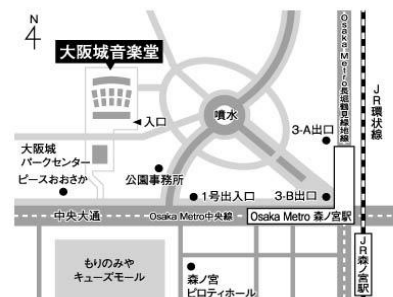 N
4
大阪城音楽堂
◄入口
噴水
Osaka Metro長堀鶴見緑地線
JR環状線
3-A出口
大阪城
パークセンター
ピースおおさか
公園事務所
1号出入口
3-B出口
中央大通
Osaka Metro中央線
Osaka Metro 森ノ宮駅
JR森ノ宮駅
もりのみや
キューズモール
森ノ宮
ピロティホール